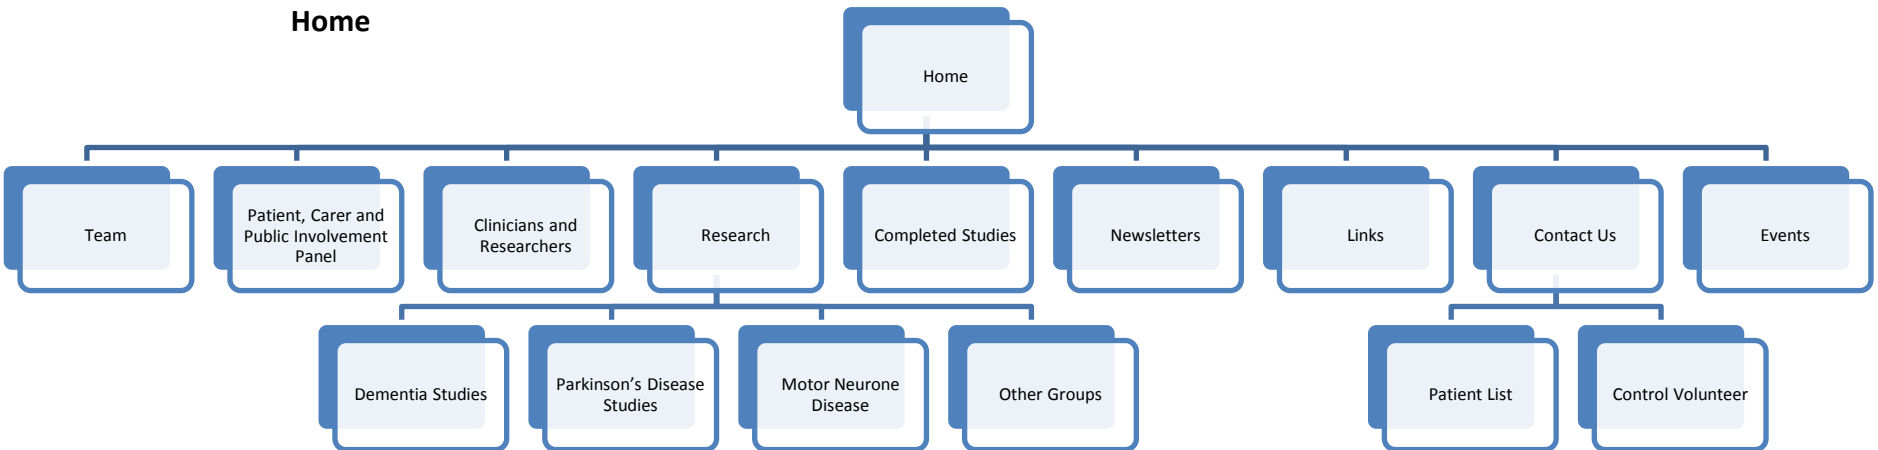 Home
Home
Team
Patient, Carer and
Public Involvement
Panel
Clinicians and
Researchers
Research
Completed Studies
Newsletters
Links
Contact Us
Events
Dementia Studies
Parkinson’s Disease
Studies
Motor Neurone
Disease
Other Groups
Patient List
Control Volunteer